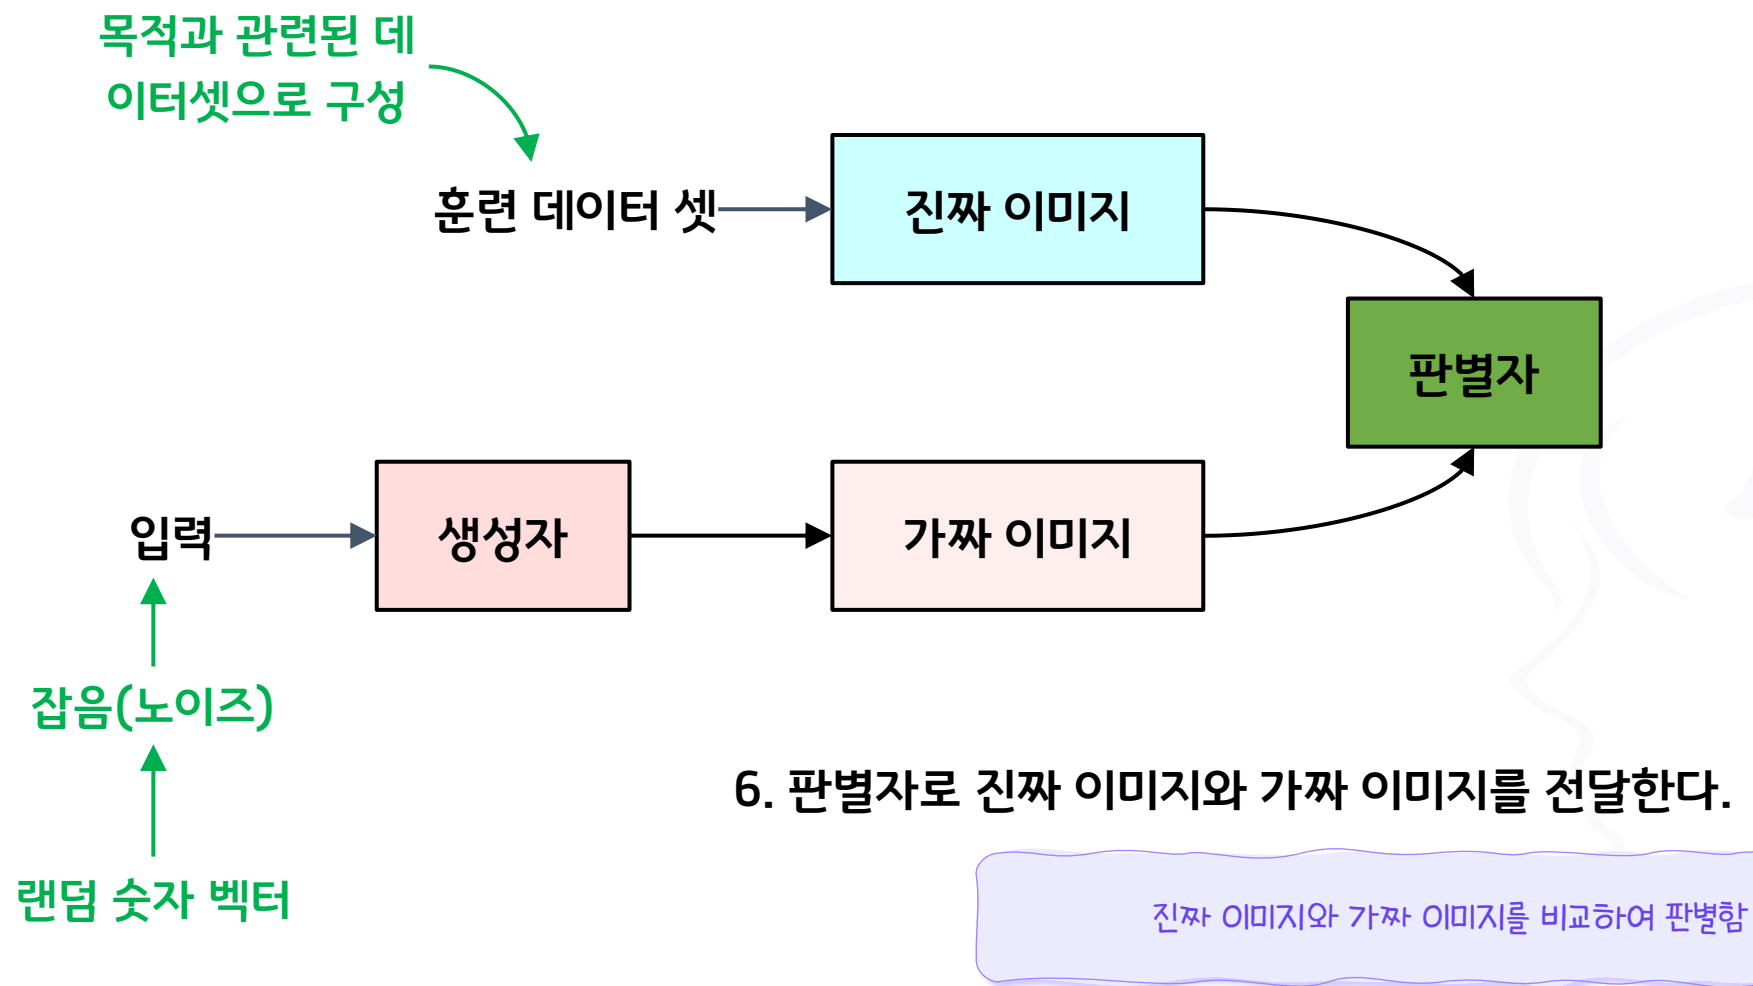 목적과 관련된 데
이터셋으로 구성
훈련 데이터 셋
진짜 이미지
판별자
입력
생성자
가짜 이미지
잡음(노이즈)
랜덤 숫자 벡터
6. 판별자로 진짜 이미지와 가짜 이미지를 전달한다.
진짜 이미지와 가짜 이미지를 비교하여 판별함